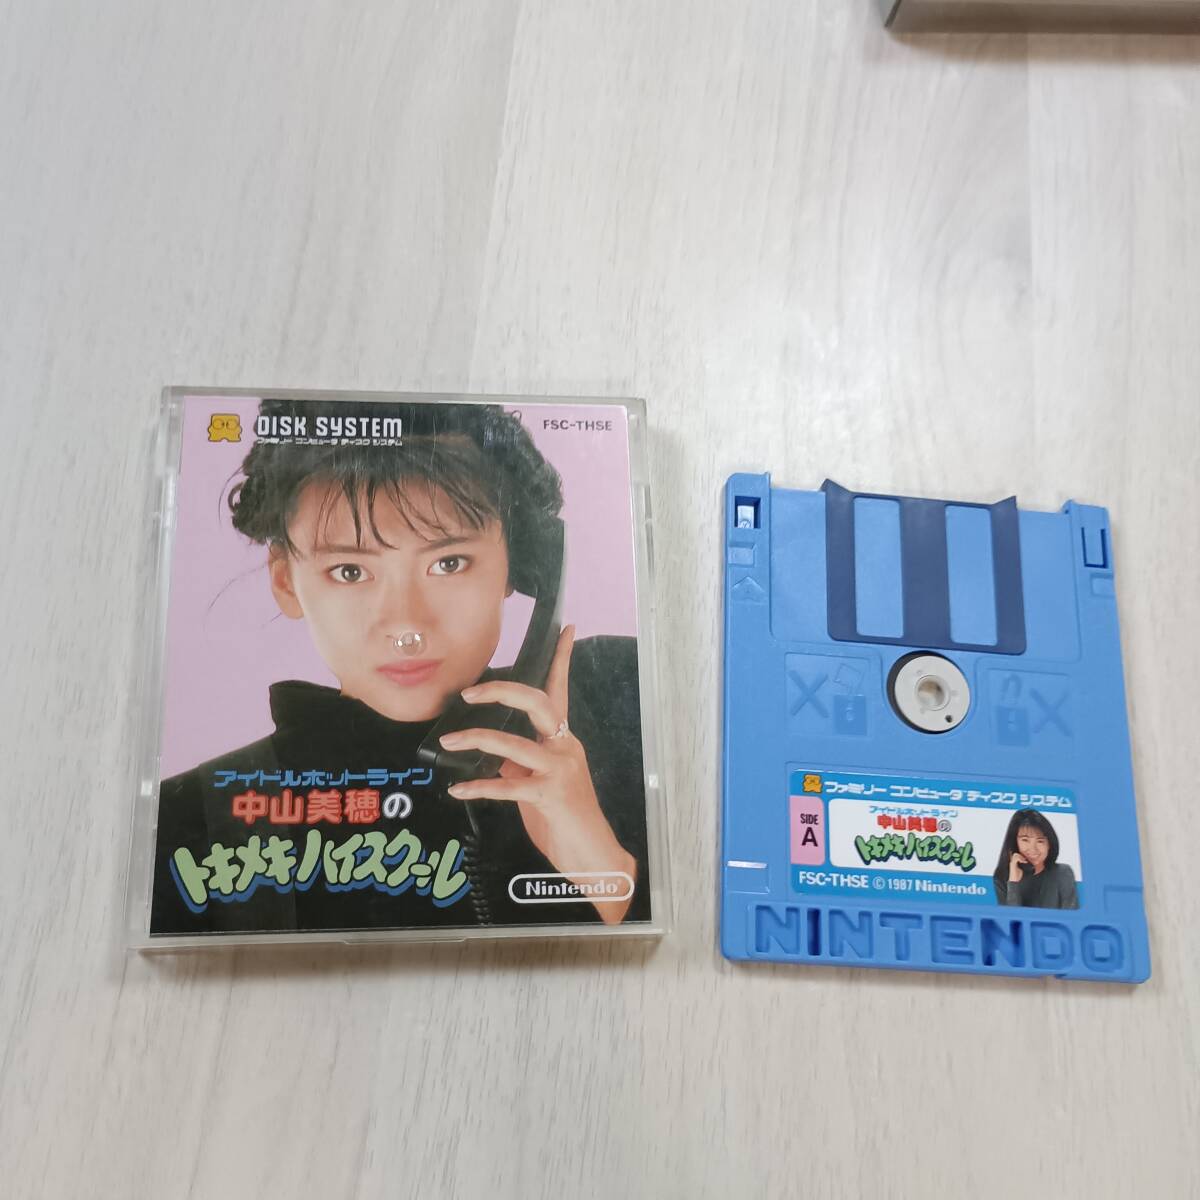 DISK SYSTEM
ファミリー コンピュータ ディスク システム
FSC-THSE
アイドルホットライン
中山美穂の
トキメキハイスクール
Nintendo
ファミリー コンピュータ ディスク システム
SIDE
A
アイドルホットライン
中山美穂の
トキメキハイスクール
FSC-THSE © 1987 Nintendo
NINTENDO